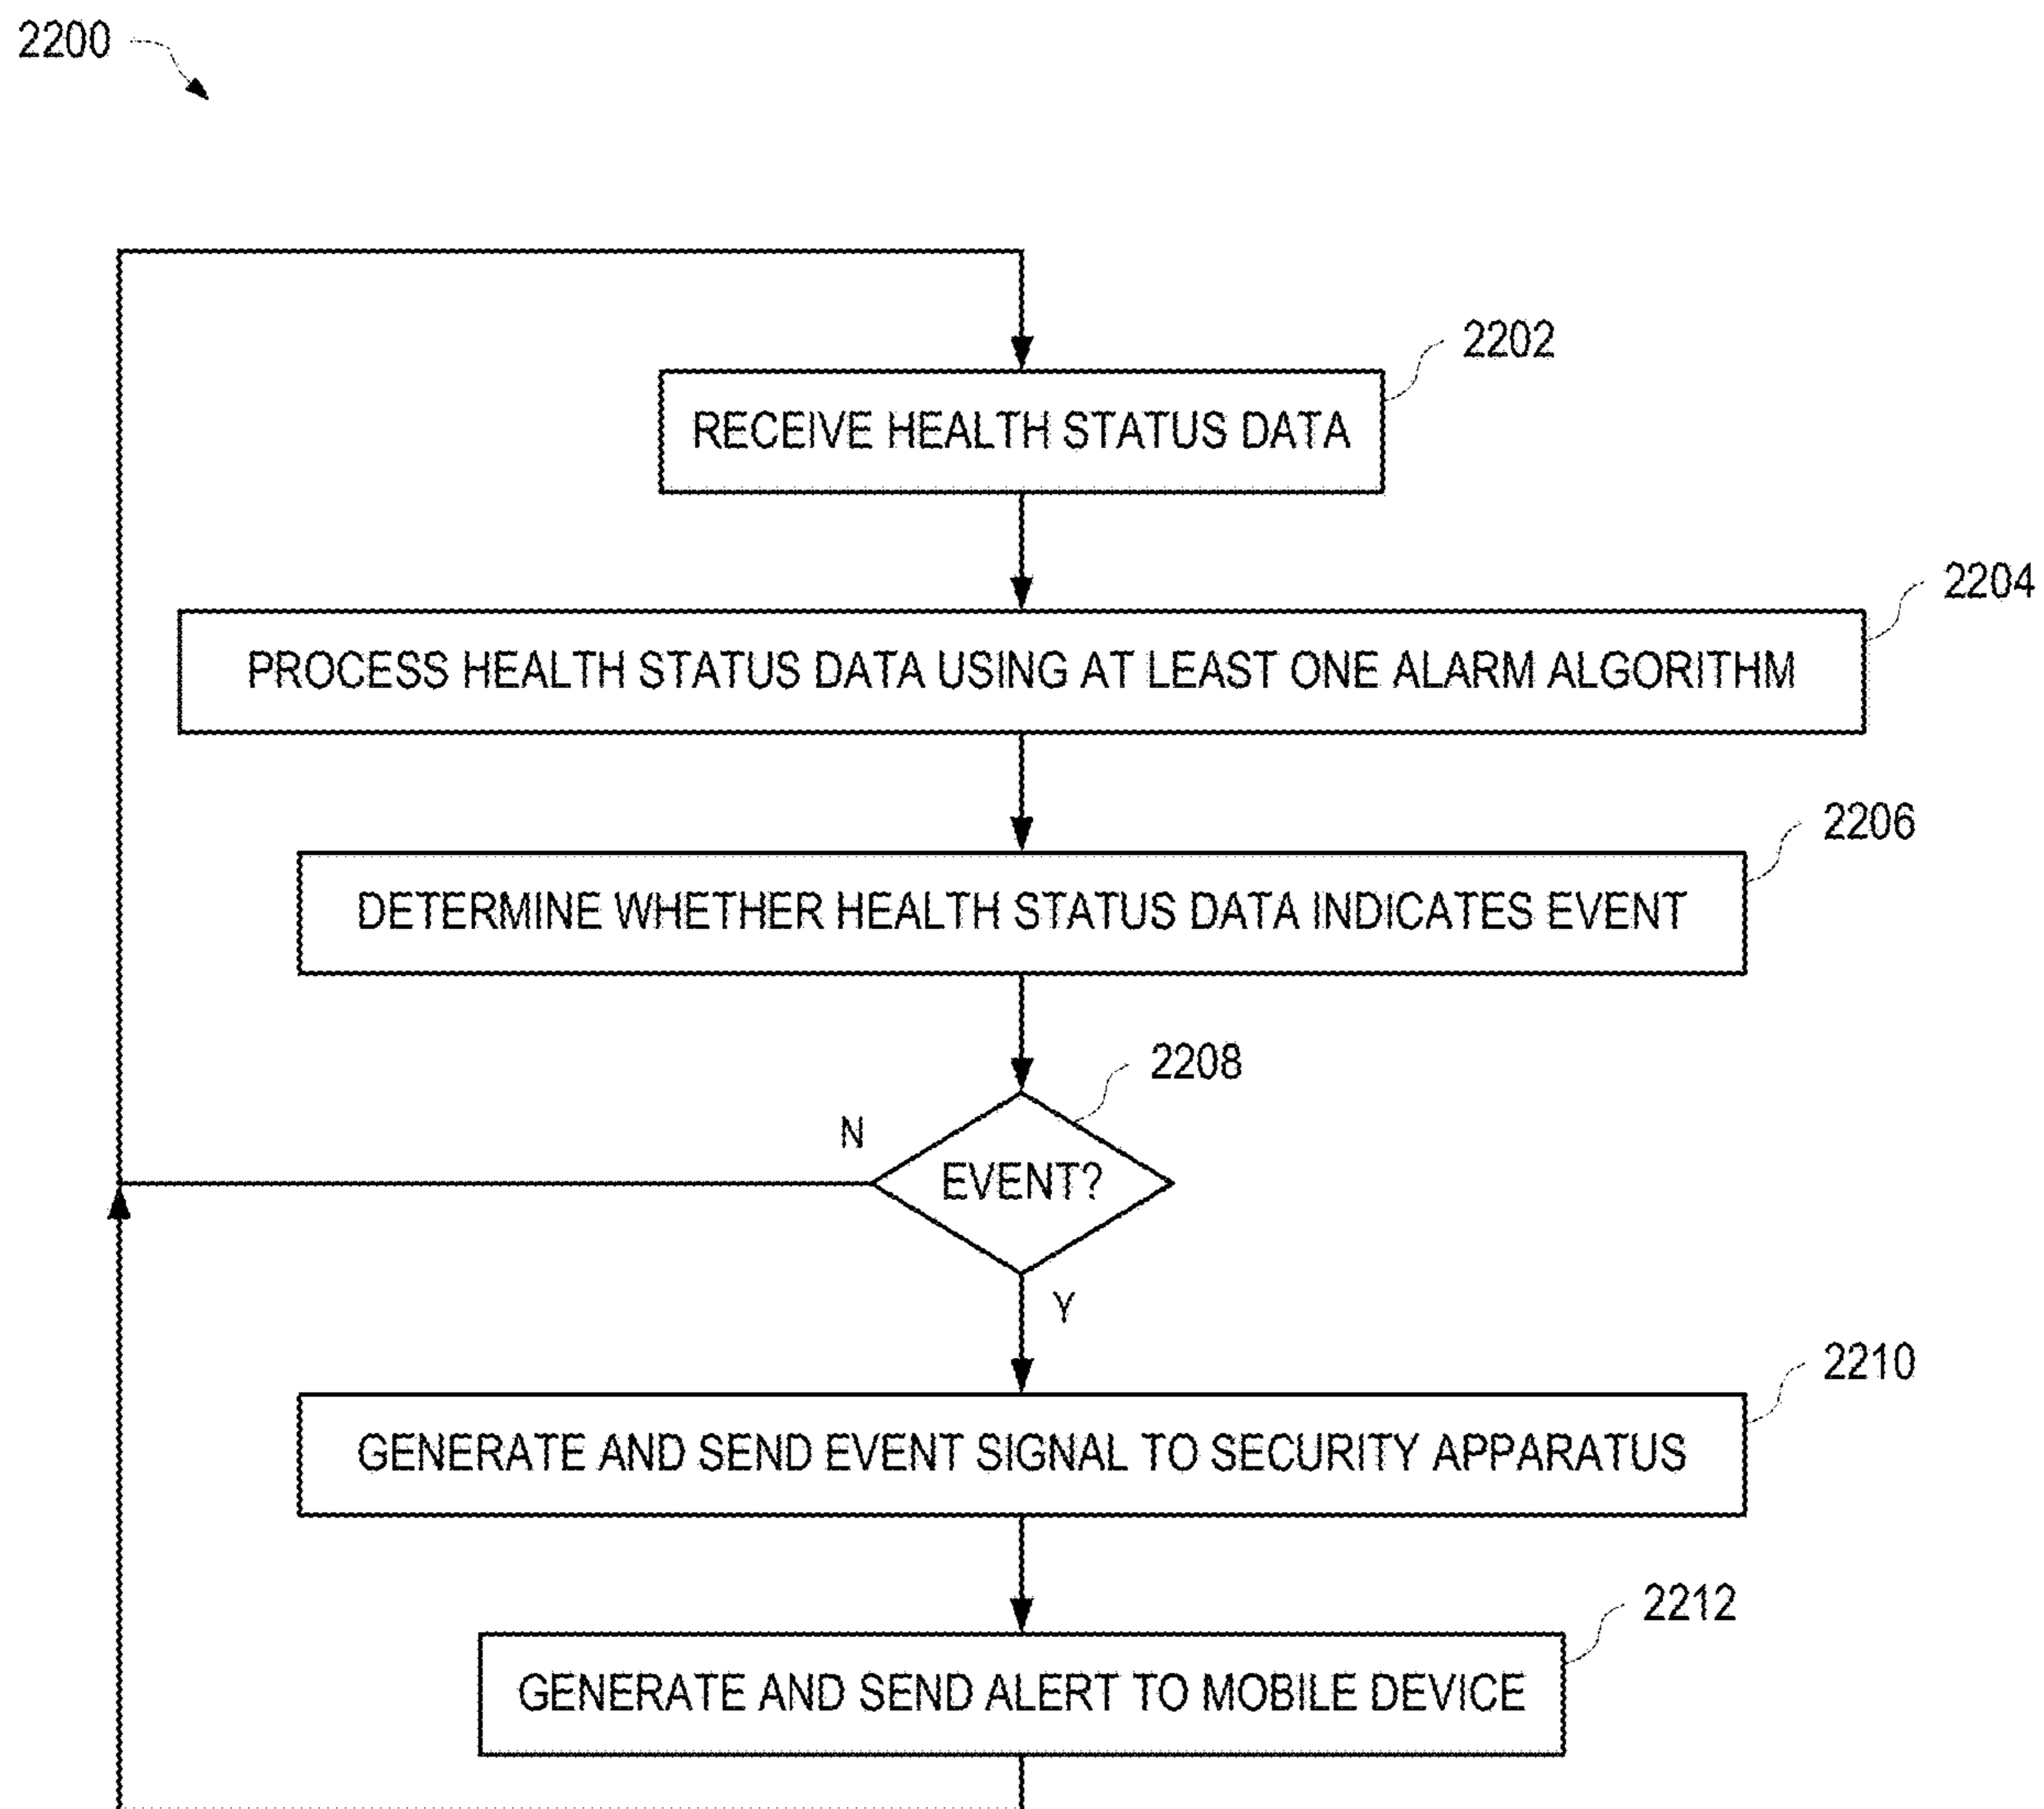 2200
2202
RECEIVE HEALTH STATUS DATA
2204
PROCESS HEALTH STATUS DATA USING AT LEAST ONE ALARM ALGORITHM
2206
DETERMINE WHETHER HEALTH STATUS DATA INDICATES EVENT
2208
N
EVENT?
Y
2210
GENERATE AND SEND EVENT SIGNAL TO SECURITY APPARATUS
2212
GENERATE AND SEND ALERT TO MOBILE DEVICE